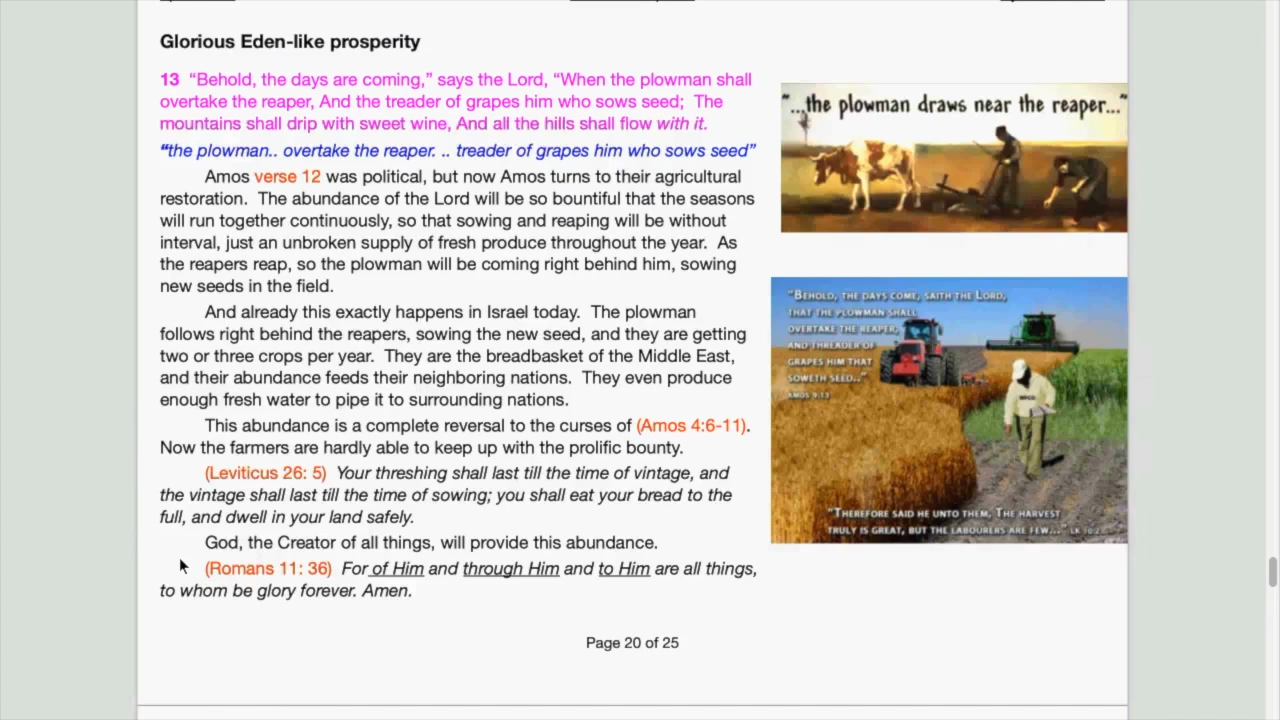 Glorious Eden-like prosperity
13 “Behold, the days are coming,” says the Lord, “When the plowman shall
overtake the reaper, And the treader of grapes him who sows seed; The
mountains shall drip with sweet wine, And all the hills shall flow with it.
“the plowman.. overtake the reaper. .. treader of grapes him who sows seed”
Amos verse 12 was political, but now Amos turns to their agricultural
restoration. The abundance of the Lord will be so bountiful that the seasons
will run together continuously, so that sowing and reaping will be without
interval, just an unbroken supply of fresh produce throughout the year. As
the reapers reap, so the plowman will be coming right behind him, sowing
new seeds in the field.
And already this exactly happens in Israel today. The plowman
follows right behind the reapers, sowing the new seed, and they are getting
two or three crops per year. They are the breadbasket of the Middle East,
and their abundance feeds their neighboring nations. They even produce
enough fresh water to pipe it to surrounding nations.
This abundance is a complete reversal to the curses of (Amos 4:6-11).
Now the farmers are hardly able to keep up with the prolific bounty.
(Leviticus 26: 5) Your threshing shall last till the time of vintage, and
the vintage shall last till the time of sowing; you shall eat your bread to the
full, and dwell in your land safely.
God, the Creator of all things, will provide this abundance.
(Romans 11: 36) For of Him and through Him and to Him are all things,
to whom be glory forever. Amen.
"...the plowman draws near the reaper..."
"Behold, the days come, saith the Lord,
that the plowman shall
overtake the reaper,
and threader of
grapes him that
soweth seed..."
Amos 9:13
"Therefore said he unto them, The harvest
truly is great, but the labourers are few..."
Page 20 of 25